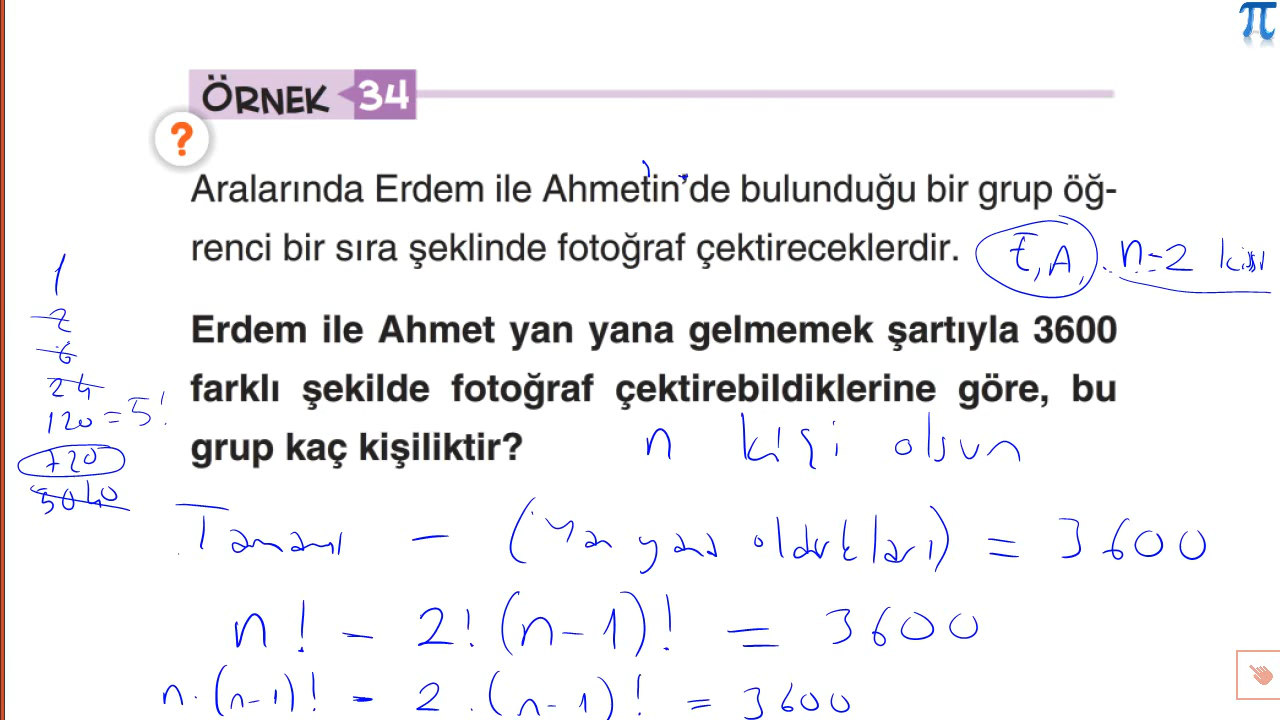 π
ÖRNEK 34
?
Aralarında Erdem ile Ahmetin'de bulunduğu bir grup öğ-
renci bir sıra şeklinde fotoğraf çektireceklerdir.
E, A, n-2 kişi
Erdem ile Ahmet yan yana gelmemek şartıyla 3600
farklı şekilde fotoğraf çektirebildiklerine göre, bu
grup kaç kişiliktir?
n kişi olsun
1
2
6
24
120=5!
720
5040
Tamamı - (Yan yana oldukları) = 3600
n! - 2! (n-1)! = 3600
n. (n-1)! - 2 . (n-1)! = 3600